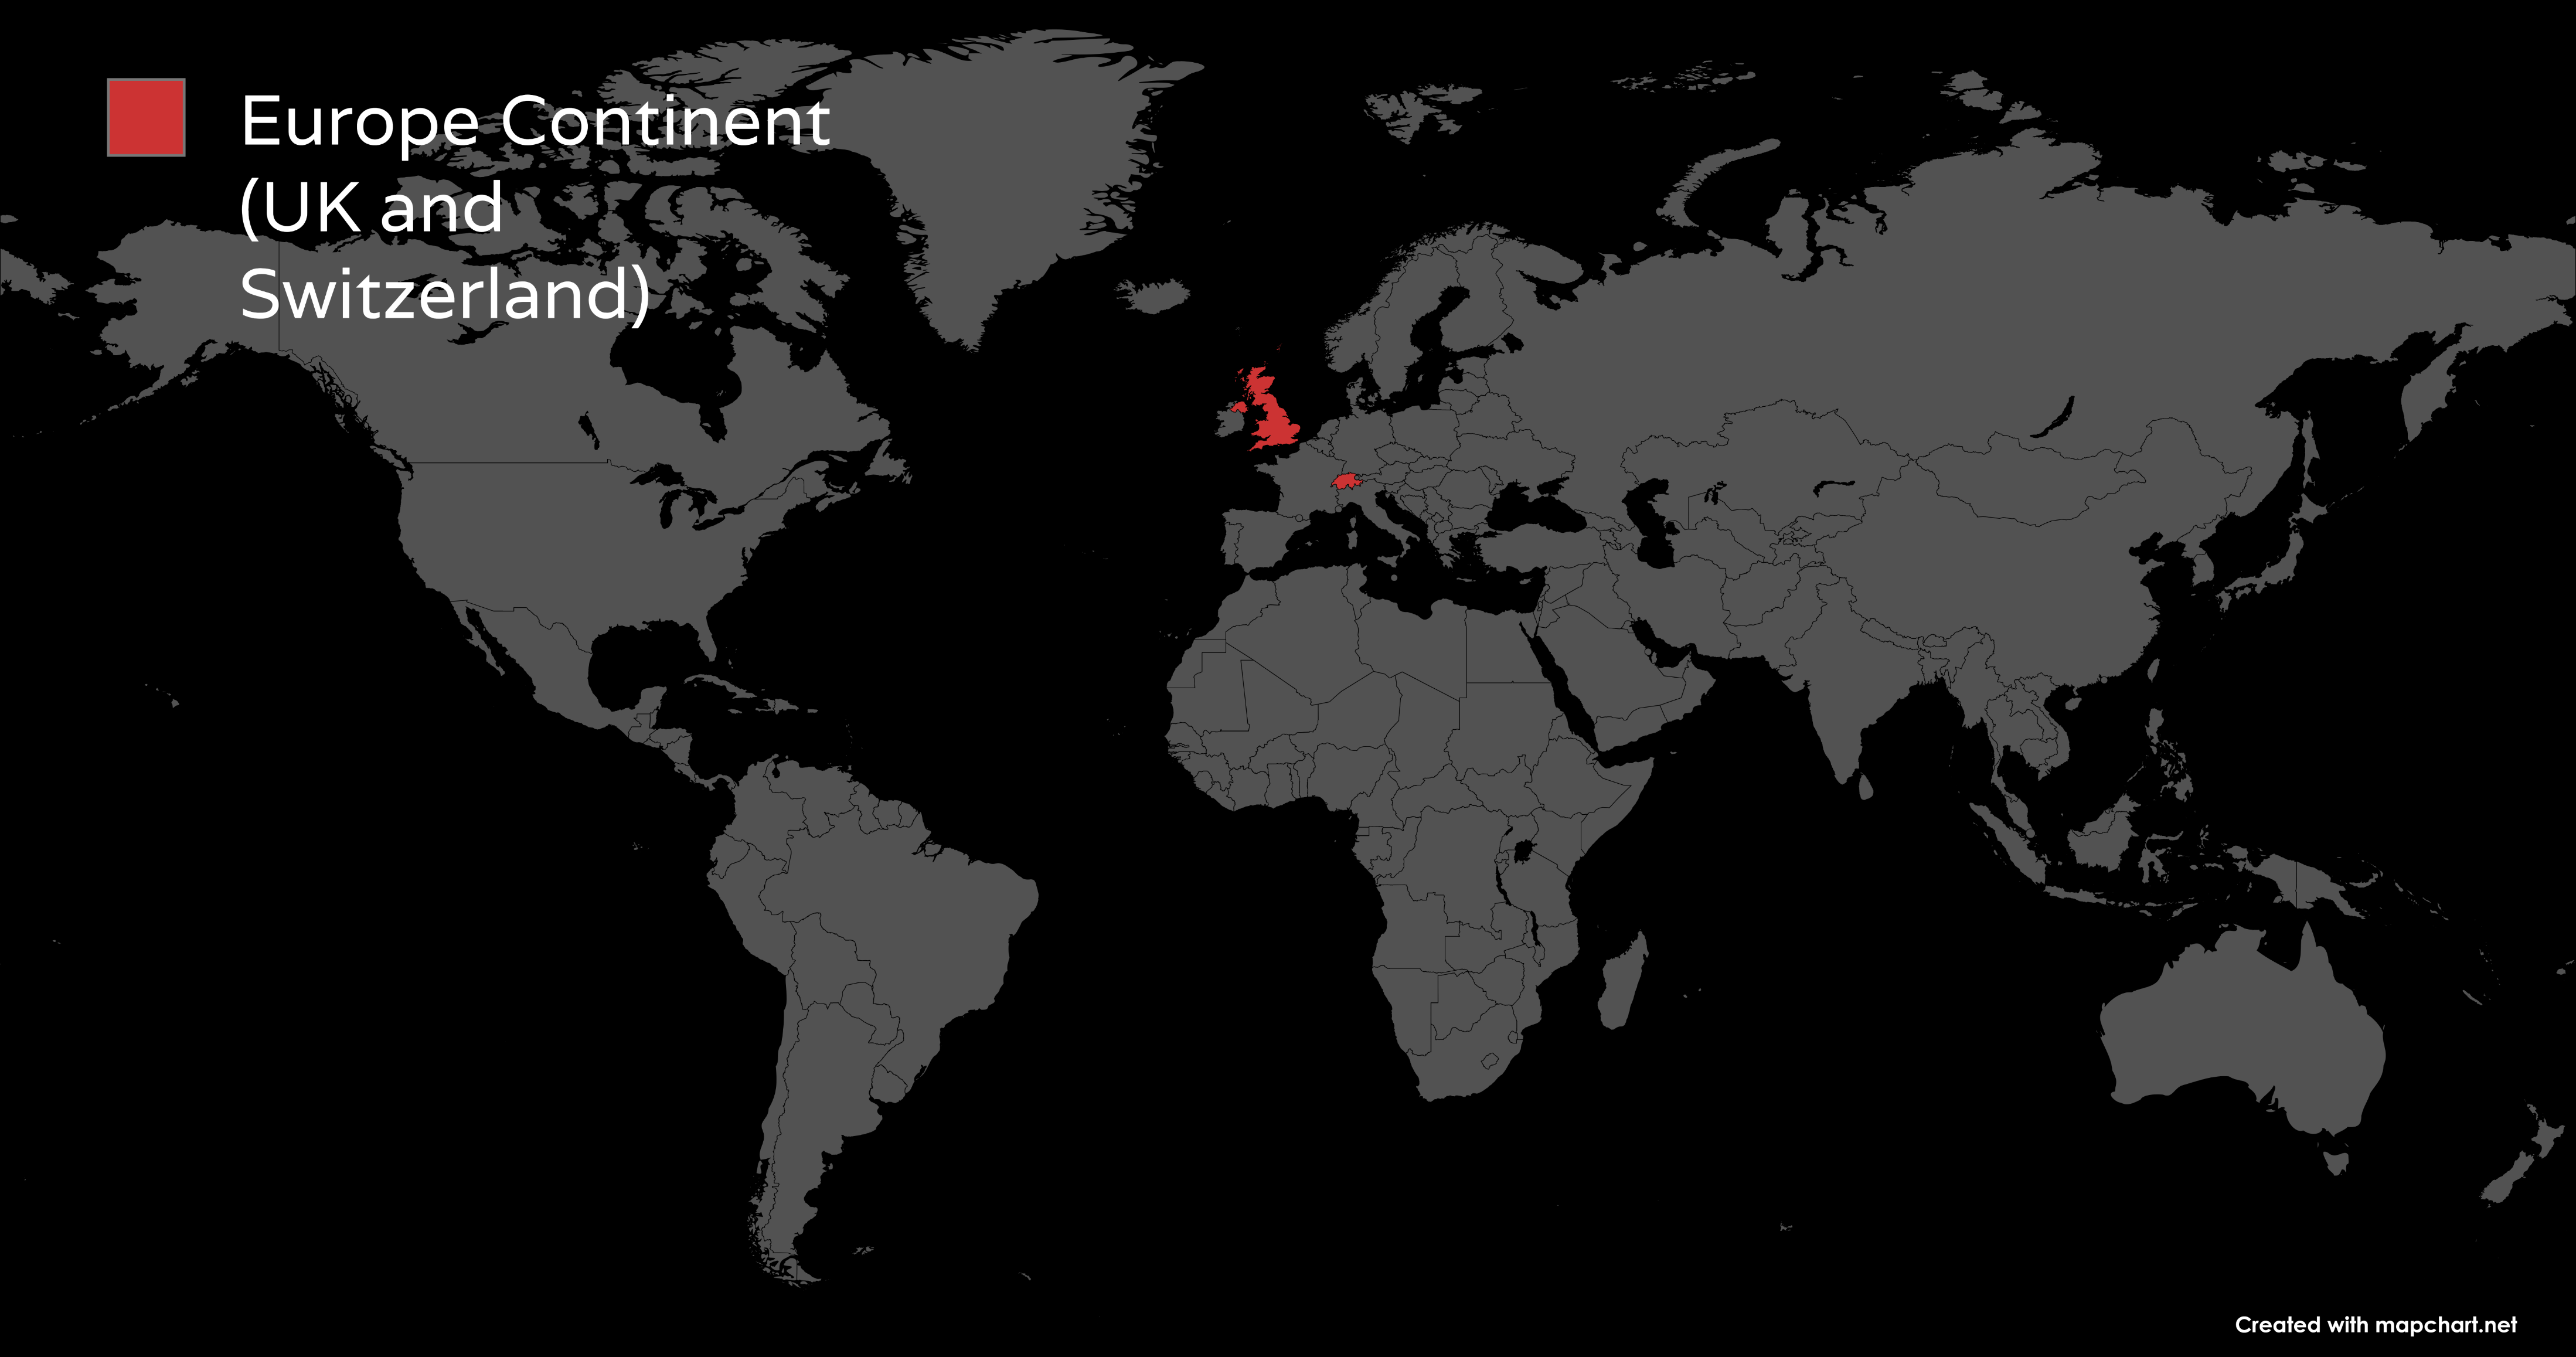 Europe Continent
(UK and
Switzerland)
Created with mapchart.net